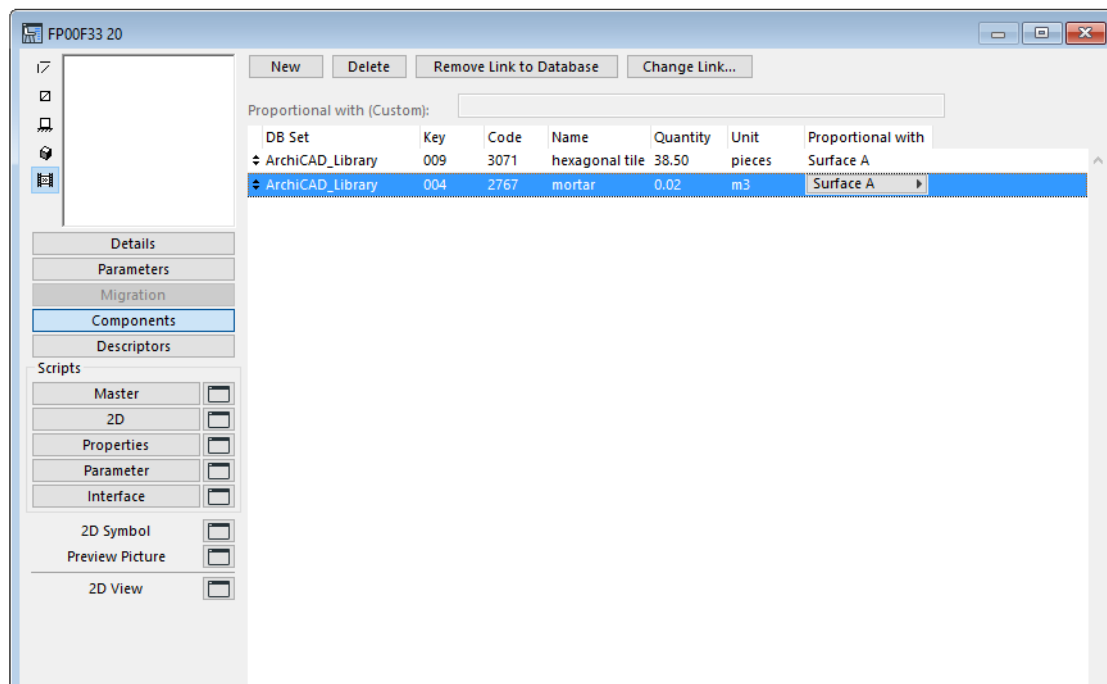 FP00F33 20
New Delete Remove Link to Database Change Link...
Proportional with (Custom):
DB Set Key Code Name Quantity Unit Proportional with
ArchiCAD_Library 009 3071 hexagonal tile 38.50 pieces Surface A
ArchiCAD_Library 004 2767 mortar 0.02 m3 Surface A
Details
Parameters
Migration
Components
Descriptors
Scripts
Master
2D
Properties
Parameter
Interface
2D Symbol
Preview Picture
2D View